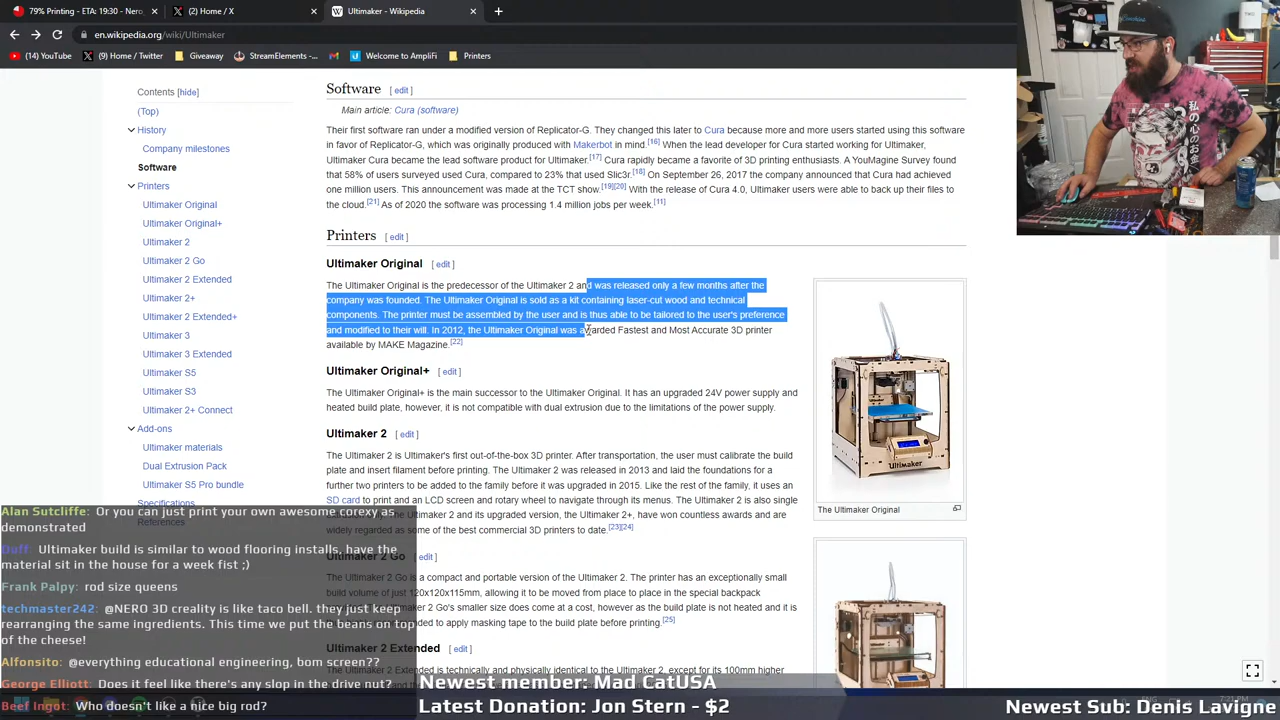 79% Printing - ETA: 19:30 - Nero
(9) Home / X
Ultimaker - Wikipedia
en.wikipedia.org/wiki/Ultimaker
(14) YouTube
(9) Home / Twitter
Giveaway
StreamElements -
Welcome to AmpliFi
Printers
Contents [hide]
(Top)
History
Company milestones
Software
Printers
Ultimaker Original
Ultimaker Original+
Ultimaker 2
Ultimaker 2 Go
Ultimaker 2 Extended
Ultimaker 2+
Ultimaker 2 Extended+
Ultimaker 3
Ultimaker 3 Extended
Ultimaker S5
Ultimaker S3
Ultimaker 2+ Connect
Add-ons
Ultimaker materials
Dual Extrusion Pack
Ultimaker S5 Pro bundle
Specifications
References
Software [ edit ]
Main article: Cura (software)
Their first software ran under a modified version of Replicator-G. They changed this later to Cura because more and more users started using this software
in favor of Replicator-G, which was originally produced with Makerbot in mind.[16] When the lead developer for Cura started working for Ultimaker,
Ultimaker Cura became the lead software product for Ultimaker.[17] Cura rapidly became a favorite of 3D printing enthusiasts. A YouMagine Survey found
that 58% of users surveyed used Cura, compared to 23% that used Slic3r.[18] On September 26, 2017 the company announced that Cura had achieved
one million users. This announcement was made at the TCT show.[19][20] With the release of Cura 4.0, Ultimaker users were able to back up their files to
the cloud.[21] As of 2020 the software was processing 1.4 million jobs per week.[11]
Printers [ edit ]
Ultimaker Original [ edit ]
The Ultimaker Original is the predecessor of the Ultimaker 2 and was released only a few months after the
company was founded. The Ultimaker Original is sold as a kit containing laser-cut wood and technical
components. The printer must be assembled by the user and is thus able to be tailored to the user's preference
and modified to their will. In 2012, the Ultimaker Original was awarded Fastest and Most Accurate 3D printer
available by MAKE Magazine.[22]
Ultimaker
The Ultimaker Original
Ultimaker Original+ [ edit ]
The Ultimaker Original+ is the main successor to the Ultimaker Original. It has an upgraded 24V power supply and
heated build plate, however, it is not compatible with dual extrusion due to the limitations of the power supply.
Ultimaker 2 [ edit ]
The Ultimaker 2 is Ultimaker's first out-of-the-box 3D printer. After transportation, the user must calibrate the build
plate and insert filament before printing. The Ultimaker 2 was released in 2013 and laid the foundations for a
further two printers to be added to the family before it was upgraded in 2015. Like the rest of the family, it uses an
SD card to print and an LCD screen and rotary wheel to navigate through its menus. The Ultimaker 2 is also single
and its upgraded version, the Ultimaker 2+, have won countless awards and are
widely regarded as some of the best commercial 3D printers to date.[23][24]
Ultimaker 2 Go [ edit ]
The Ultimaker 2 Go is a compact and portable version of the Ultimaker 2. The printer has an exceptionally small
build volume of just 120x120x115mm, allowing it to be moved from place to place in the special backpack
2 Go's smaller size does come at a cost, however as the build plate is not heated and it is
to apply masking tape to the build plate before printing.[25]
Ultimaker 2 Extended [ edit ]
The Ultimaker 2 Extended is technically and physically identical to the Ultimaker 2, except for its 100mm higher
Alan Sutcliffe: Or you can just print your own awesome corexy as
demonstrated
Duff: Ultimaker build is similar to wood flooring installs, have the
material sit in the house for a week fist ;)
Frank Palpy: rod size queens
techmaster242: @NERO 3D creality is like taco bell. they just keep
rearranging the same ingredients. This time we put the beans on top
of the cheese!
Alfonsito: @everything educational engineering, bom screen??
George Elliott: Does it feel like there's any slop in the drive nut?
Beef Ingot: Who doesn't like a nice big rod?
Newest member: Mad CatUSA
Latest Donation: Jon Stern - $2
Newest Sub: Denis Lavigne
7:21 PM